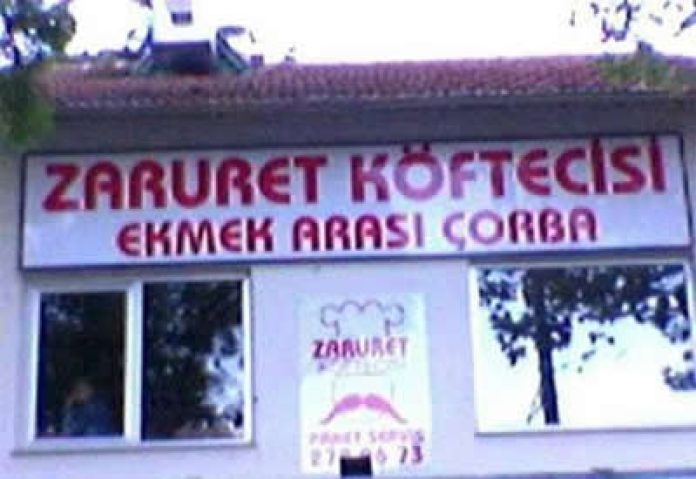 ZARURET KÖFTECİSİ
EKMEK ARASI ÇORBA
ZARURET
PAKET SERVİS